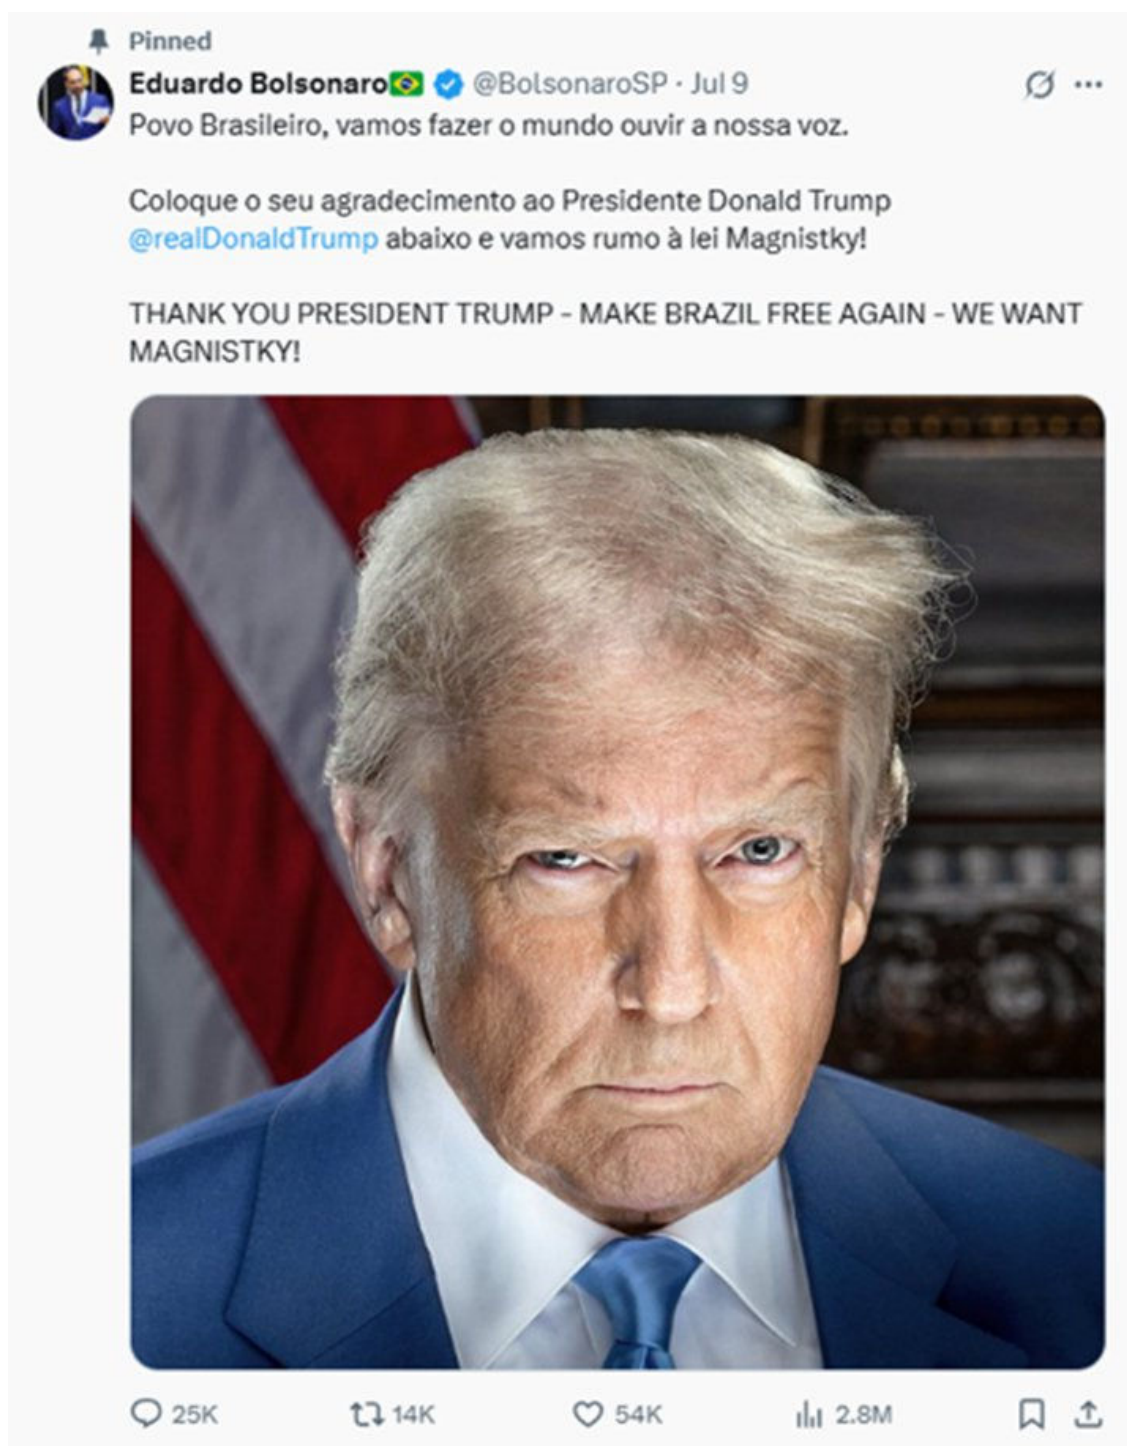 Pinned
Eduardo Bolsonaro🇧🇷 @BolsonaroSP · Jul 9
Povo Brasileiro, vamos fazer o mundo ouvir a nossa voz.
Coloque o seu agradecimento ao Presidente Donald Trump
@realDonaldTrump abaixo e vamos rumo à lei Magnistky!
THANK YOU PRESIDENT TRUMP - MAKE BRAZIL FREE AGAIN - WE WANT
MAGNISTKY!
25K 14K 54K 2.8M